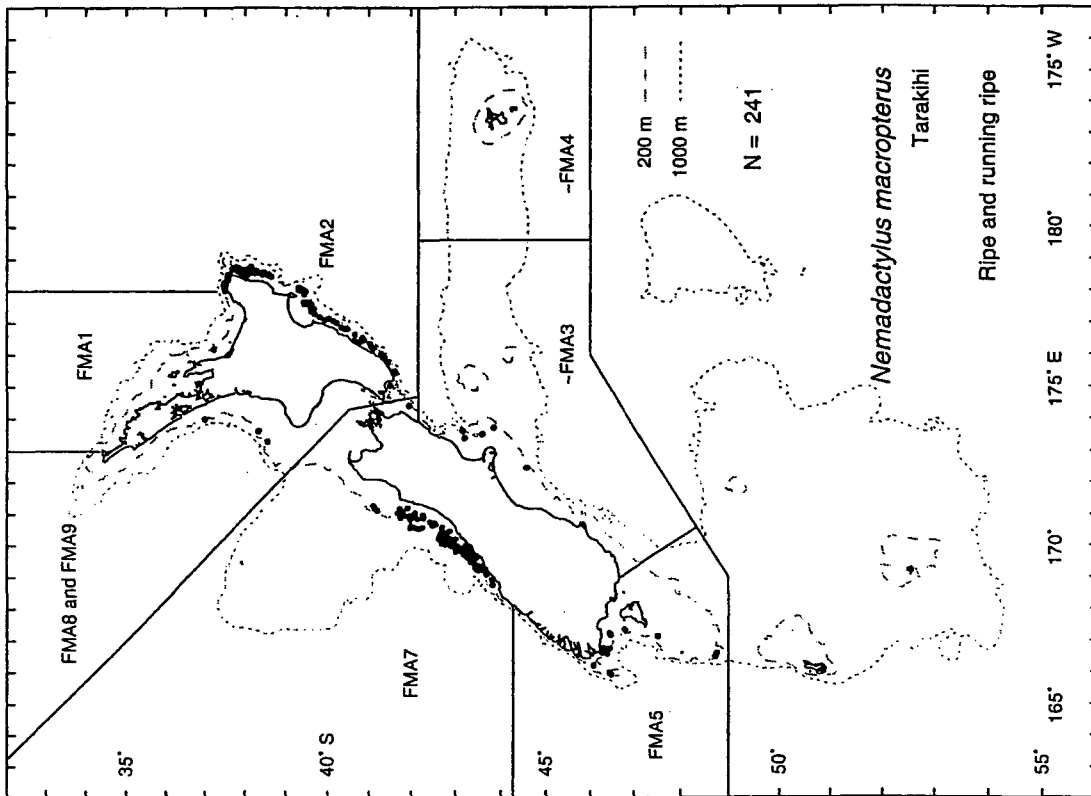 FMA1
FMA2
FMA8 and FMA9
FMA7
FMA5
~FMA3
~FMA4
35°
40° S
45°
50°
55°
165°
170°
175° E
180°
175° W
200 m
1000 m
N = 241
Nemadactylus macropterus
Tarakihi
Ripe and running ripe